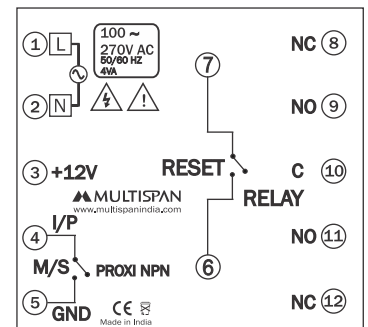 1 L
100 ~
270V AC
50/60 HZ
4VA
2 N
3 +12V
MULTISPAN
www.multispanindia.com
I/P
4
M/S PROXI NPN
5 GND
CE
Made in India
7
RESET
6
RELAY
NC 8
NO 9
C 10
NO 11
NC 12